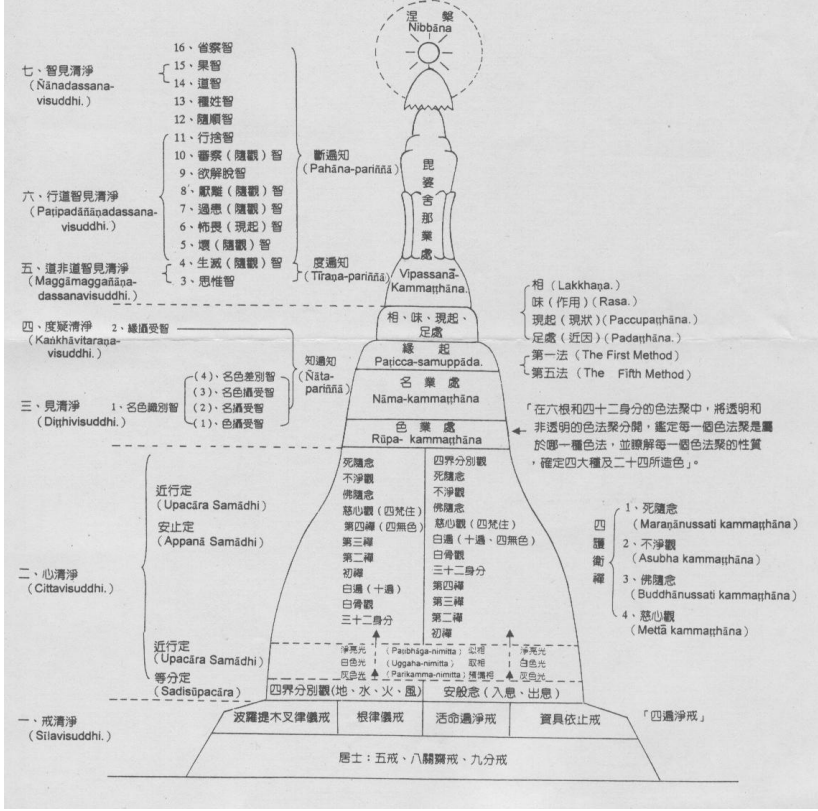 涅槃
Nibbāna
七、智見清淨
(Ñānadassana-
visuddhi.)
16、省察智
15、果智
14、道智
13、種姓智
12、隨順智
六、行道智見清淨
(Paṭipadāñāṇadassana-
visuddhi.)
11、行捨智
10、審察(隨觀)智
9、欲解脫智
8、厭離(隨觀)智
7、過患(隨觀)智
6、怖畏(現起)智
5、壞(隨觀)智
斷遍知
(Pahāna-pariññā)
五、道非道智見清淨
(Maggāmaggañāṇa-
dassanavisuddhi.)
4、生滅(隨觀)智
3、思惟智
度遍知
(Tīraṇa-pariññā)
毘婆舍那業處
Vipassanā-
Kammaṭṭhāna.
四、度疑清淨
(Kaṅkhāvitaraṇa-
visuddhi.)
2、緣攝受智
三、見清淨
(Diṭṭhivisuddhi.)
1、名色識別智
(4)、名色差別智
(3)、名色攝受智
(2)、名攝受智
(1)、色攝受智
知遍知
(Ñāta-
pariññā)
相、味、現起、
足處
緣起
Paṭicca-samuppāda.
名業處
Nāma-kammaṭṭhāna
色業處
Rūpa- kammaṭṭhāna
相(Lakkhaṇa.)
味(作用)(Rasa.)
現起(現狀)(Paccupaṭṭhāna.)
足處(近因)(Padaṭṭhāna.)
第一法(The First Method)
第五法(The Fifth Method)
「在六根和四十二身分的色法聚中，將透明和
非透明的色法聚分開，鑑定每一個色法聚是屬
於哪一種色法，並瞭解每一個色法聚的性質
，確定四大種及二十四所造色」。
二、心清淨
(Cittavisuddhi.)
近行定
(Upacāra Samādhi)
安止定
(Appanā Samādhi)
近行定
(Upacāra Samādhi)
等分定
(Sadisūpacāra)
死隨念
不淨觀
佛隨念
慈心觀(四梵住)
第四禪(四無色)
第三禪
第二禪
初禪
白遍(十遍)
白骨觀
三十二身分
四界分別觀
死隨念
不淨觀
佛隨念
慈心觀(四梵住)
白遍(十遍、四無色)
白骨觀
三十二身分
第四禪
第三禪
第二禪
初禪
淨亮光 (Paṭibhāga-nimitta) 似相 淨亮光
白色光 (Uggaha-nimitta) 取相 白色光
灰色光 (Parikamma-nimitta) 預備相 灰色光
四界分別觀(地、水、火、風) 安般念(入息、出息)
四護衛禪
1、死隨念
(Maraṇānussati kammaṭṭhāna)
2、不淨觀
(Asubha kammaṭṭhāna)
3、佛隨念
(Buddhānussati kammaṭṭhāna)
4、慈心觀
(Mettā kammaṭṭhāna)
一、戒清淨
(Sīlavisuddhi.)
波羅提木叉律儀戒 根律儀戒 活命遍淨戒 資具依止戒
「四遍淨戒」
居士：五戒、八關齋戒、九分戒